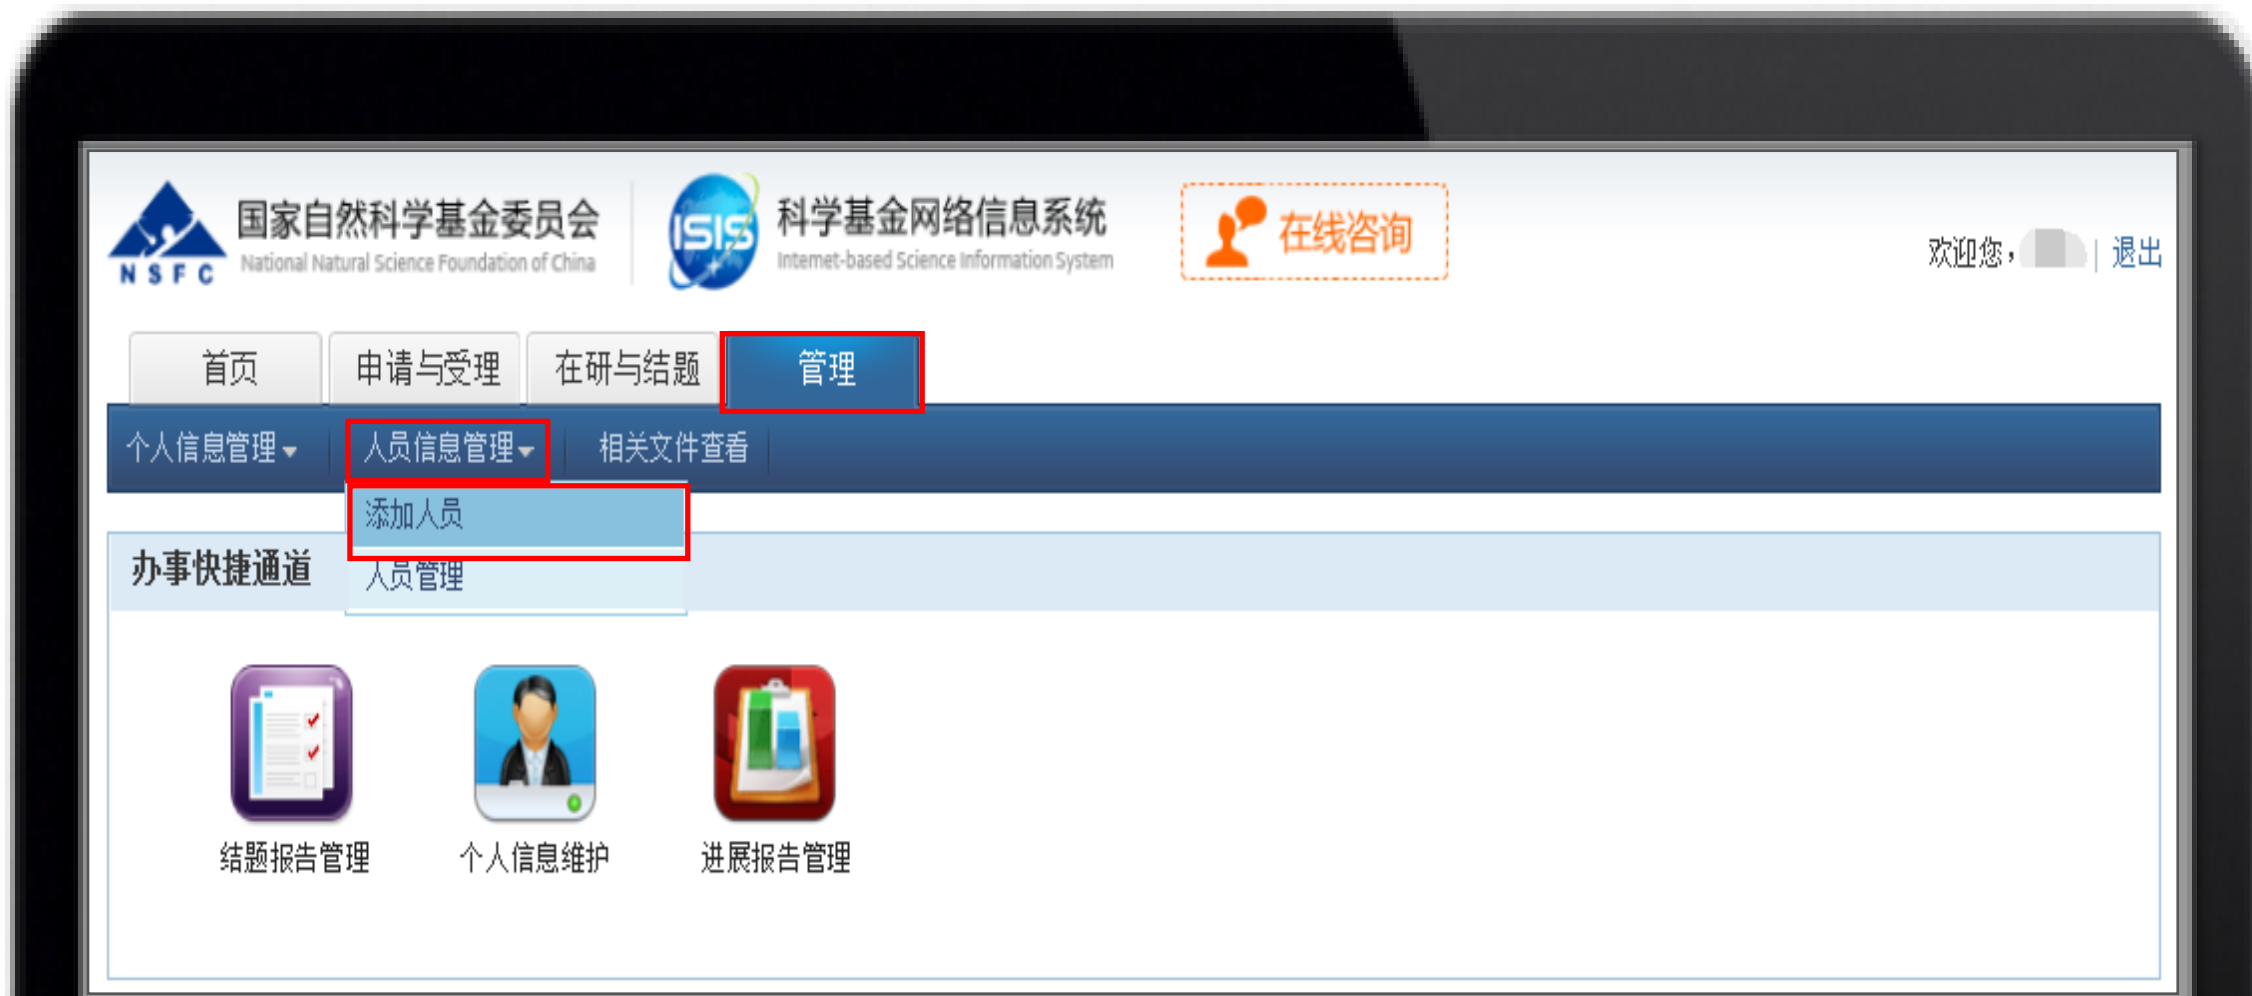 国家自然科学基金委员会
National Natural Science Foundation of China
NSFC
ISIS
科学基金网络信息系统
Internet-based Science Information System
在线咨询
欢迎您， | 退出
首页 申请与受理 在研与结题 管理
个人信息管理 人员信息管理 相关文件查看
添加人员
人员管理
办事快捷通道
结题报告管理 个人信息维护 进展报告管理